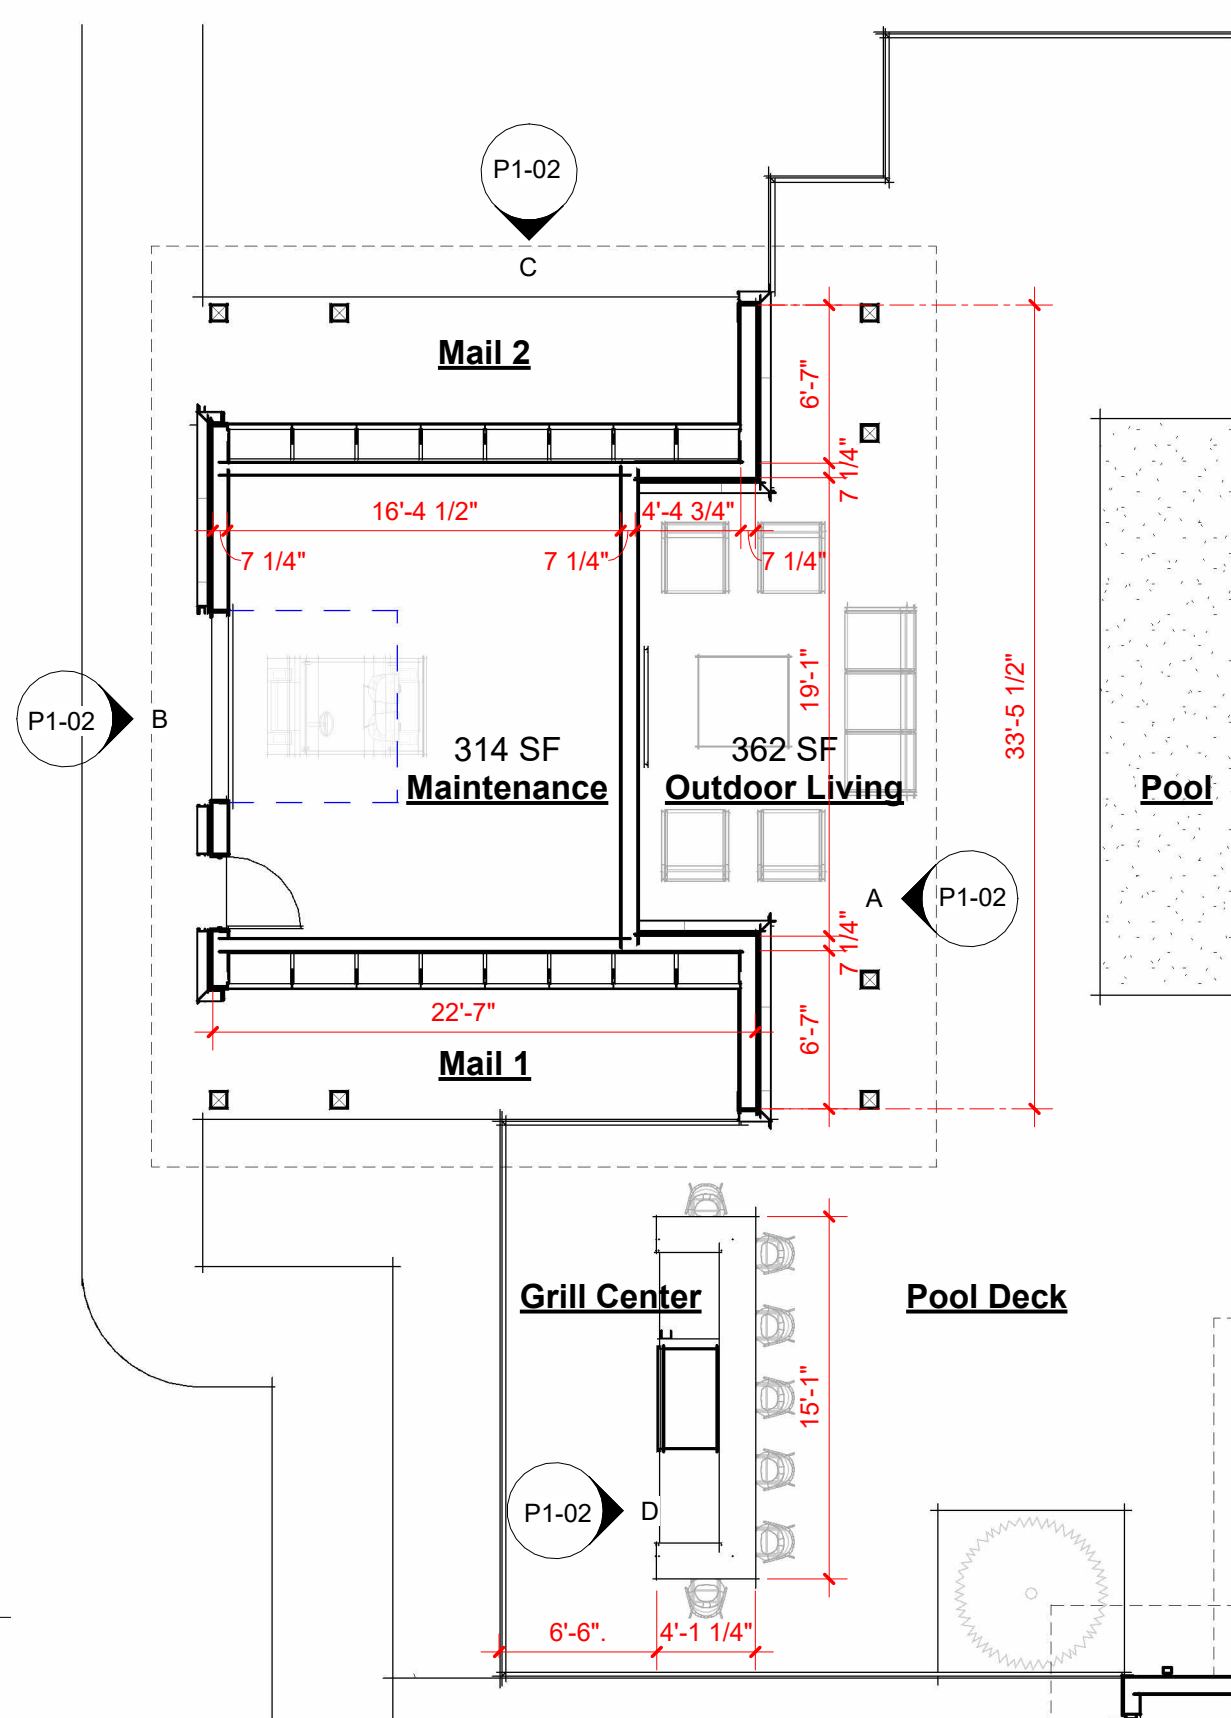 P1-02
C
Mail 2
6'-7"
7 1/4"
16'-4 1/2"
4'-4 3/4"
7 1/4"
7 1/4"
7 1/4"
19'-1"
33'-5 1/2"
P1-02
B
314 SF
Maintenance
362 SF
Outdoor Living
Pool
A
P1-02
7 1/4"
22'-7"
6'-7"
Mail 1
Grill Center
Pool Deck
15'-1"
P1-02
D
6'-6".
4'-1 1/4"